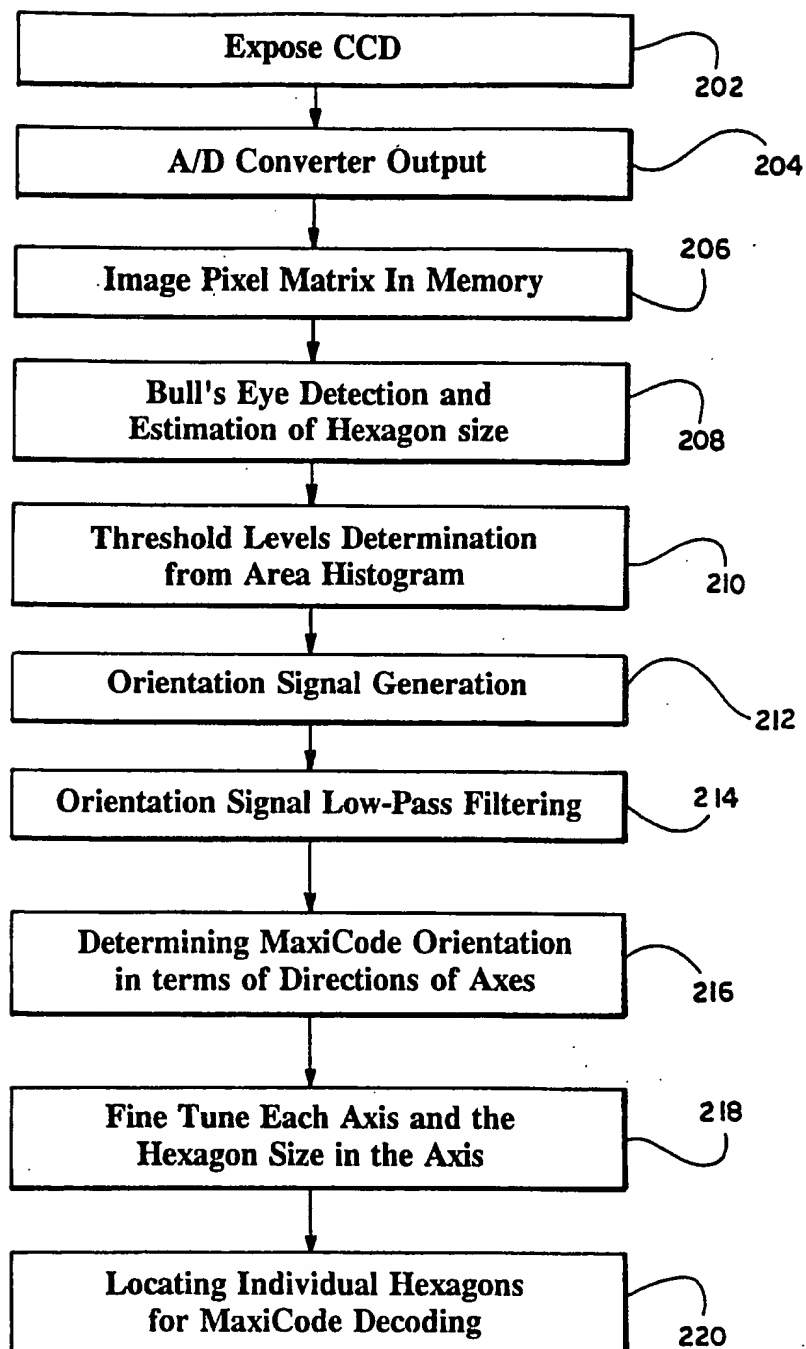 Expose CCD
202
A/D Converter Output
204
Image Pixel Matrix In Memory
206
Bull's Eye Detection and
Estimation of Hexagon size
208
Threshold Levels Determination
from Area Histogram
210
Orientation Signal Generation
212
Orientation Signal Low-Pass Filtering
214
Determining MaxiCode Orientation
in terms of Directions of Axes
216
Fine Tune Each Axis and the
Hexagon Size in the Axis
218
Locating Individual Hexagons
for MaxiCode Decoding
220